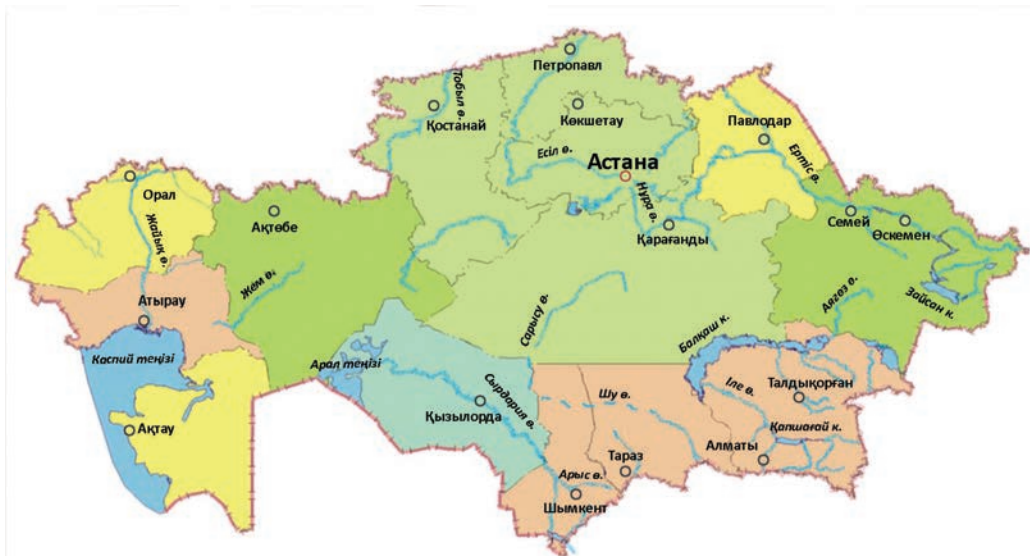 Петропавл
Тобыл ө.
Қостанай
Көкшетау
Павлодар
Есіл ө.
Астана
Ертіс ө.
Орал
Нұра ө.
Ақтөбе
Семей
Өскемен
Қарағанды
Жайық ө.
Жем ө.
Аягөз ө.
Зайсан к.
Атырау
Сарысу ө.
Балқаш к.
Каспий теңізі
Арал теңізі
Сырдария ө.
Іле ө.
Талдықорған
Шу ө.
Қызылорда
Қапшағай к.
Ақтау
Алматы
Тараз
Арыс ө.
Шымкент